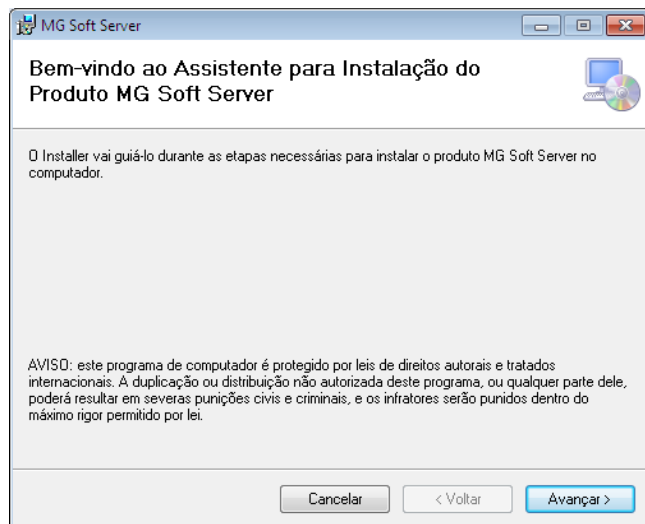 MG Soft Server
Bem-vindo ao Assistente para Instalação do
Produto MG Soft Server
O Installer vai guiá-lo durante as etapas necessárias para instalar o produto MG Soft Server no
computador.
AVISO: este programa de computador é protegido por leis de direitos autorais e tratados
internacionais. A duplicação ou distribuição não autorizada deste programa, ou qualquer parte dele,
poderá resultar em severas punições civis e criminais, e os infratores serão punidos dentro do
máximo rigor permitido por lei.
Cancelar
< Voltar
Avançar >